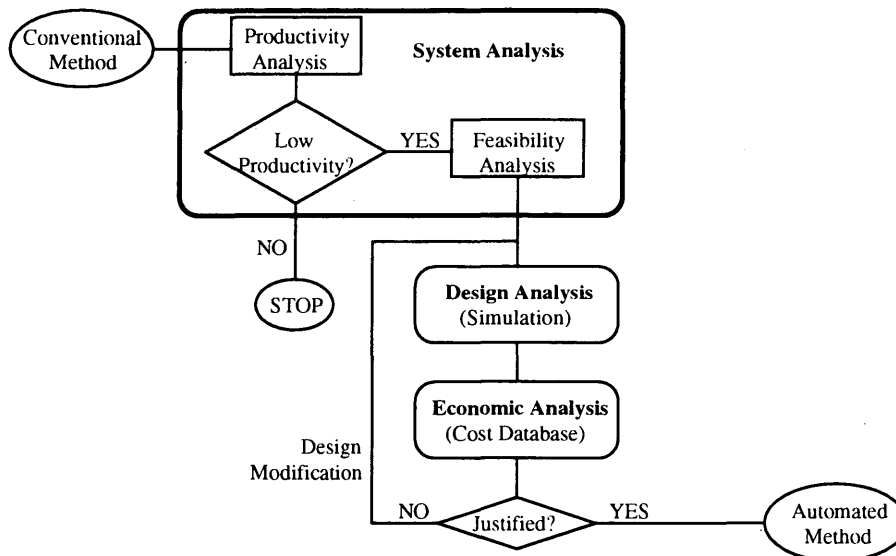 Conventional
Method
Productivity
Analysis
System Analysis
Low
Productivity?
YES
Feasibility
Analysis
NO
STOP
Design Analysis
(Simulation)
Economic Analysis
(Cost Database)
Design
Modification
NO
Justified?
YES
Automated
Method